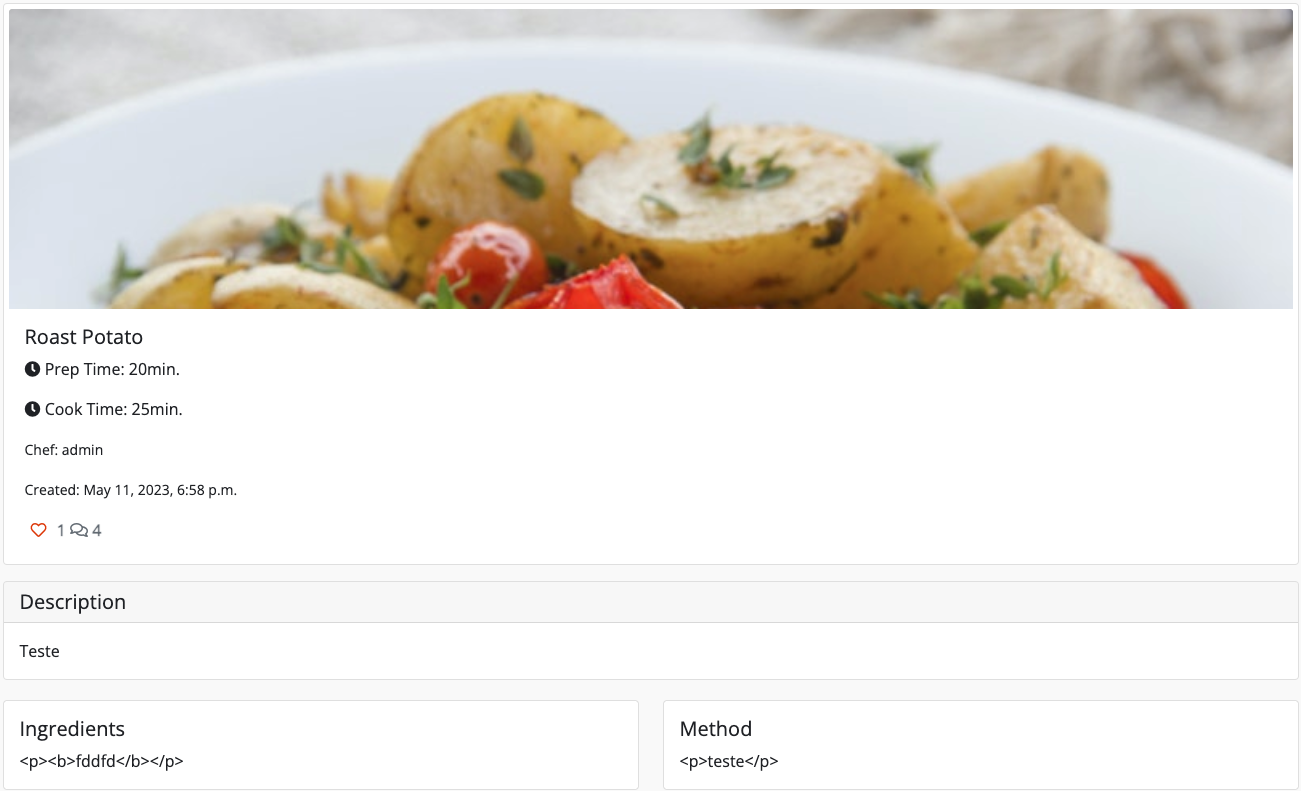 Roast Potato
Prep Time: 20min.
Cook Time: 25min.
Chef: admin
Created: May 11, 2023, 6:58 p.m.
1 4
Description
Teste
Ingredients
<p><b>fddfd</b></p>
Method
<p>teste</p>